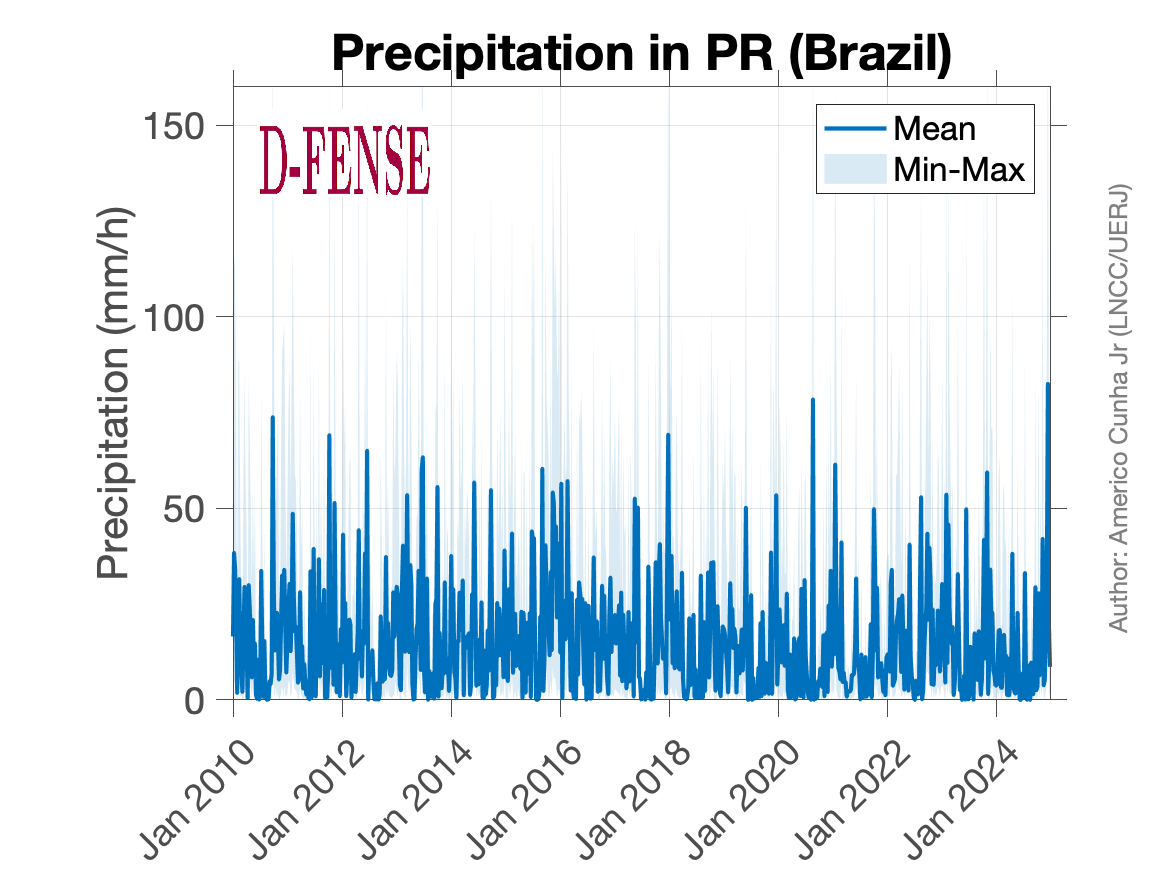 Precipitation in PR (Brazil)
D-FENSE
Mean
Min-Max
Precipitation (mm/h)
150
100
50
0
Jan 2010
Jan 2012
Jan 2014
Jan 2016
Jan 2018
Jan 2020
Jan 2022
Jan 2024
Author: Americo Cunha Jr (LNCC/UERJ)